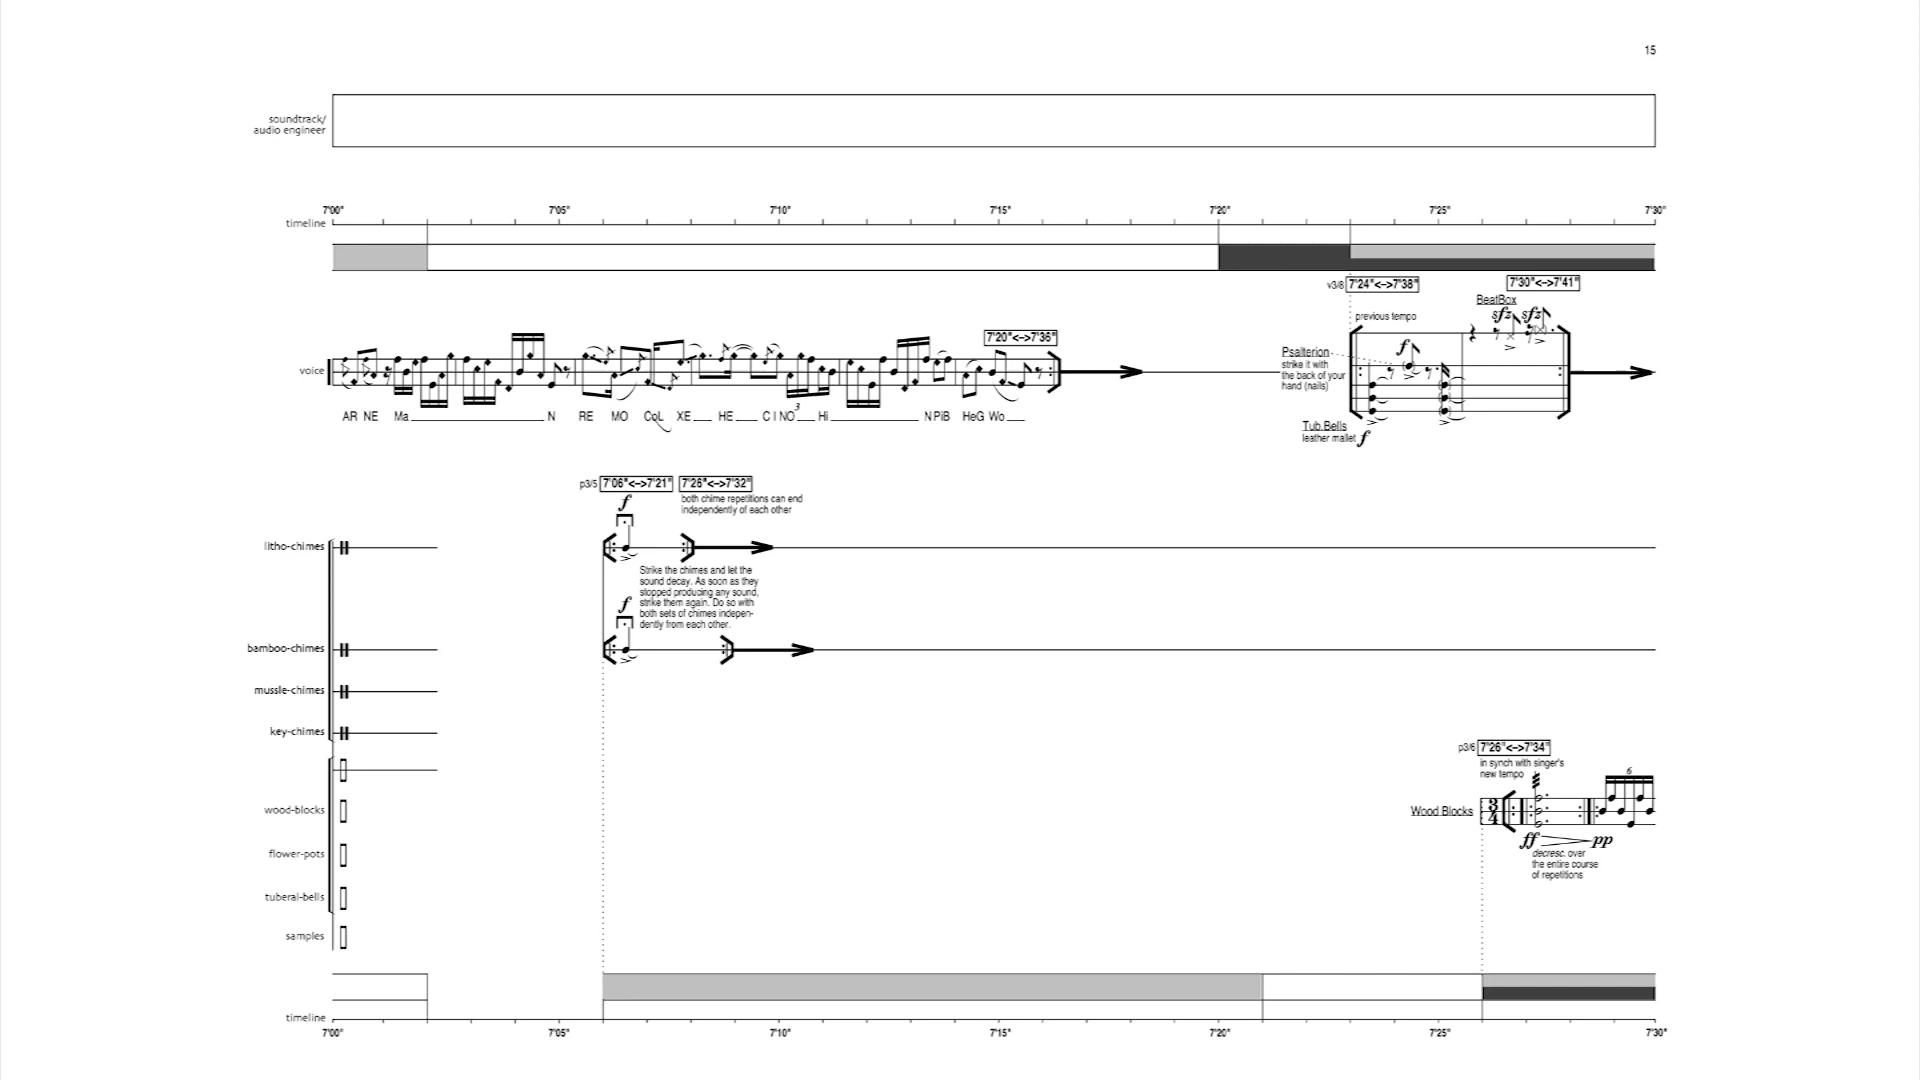 15
soundtrack/
audio engineer
7'00" 7'05" 7'10" 7'15" 7'20" 7'25" 7'30"
timeline
v3/6 7'24"<->7'38"
7'30"<->7'41"
BeatBox
sfz sfz
previous tempo
7'20"<->7'36"
f
Psalterion
strike it with
the back of your
hand (nails)
voice
3
AR NE Ma N RE MO CoL XE HE C I NO Hi N PiB HeG Wo
Tub.Bells
leather mallet f
p3/5 7'06"<->7'21" 7'26"<->7'32"
both chime repetitions can end
independently of each other
f
litho-chimes
Strike the chimes and let the
sound decay. As soon as they
stopped producing any sound,
strike them again. Do so with
both sets of chimes indepen-
dently from each other.
f
bamboo-chimes
mussle-chimes
key-chimes
p3/6 7'26"<->7'34"
in synch with singer's
new tempo
6
wood-blocks
Wood Blocks
3
4
ff pp
decresc. over
the entire course
of repetitions
flower-pots
tuberal-bells
samples
timeline
7'00" 7'05" 7'10" 7'15" 7'20" 7'25" 7'30"